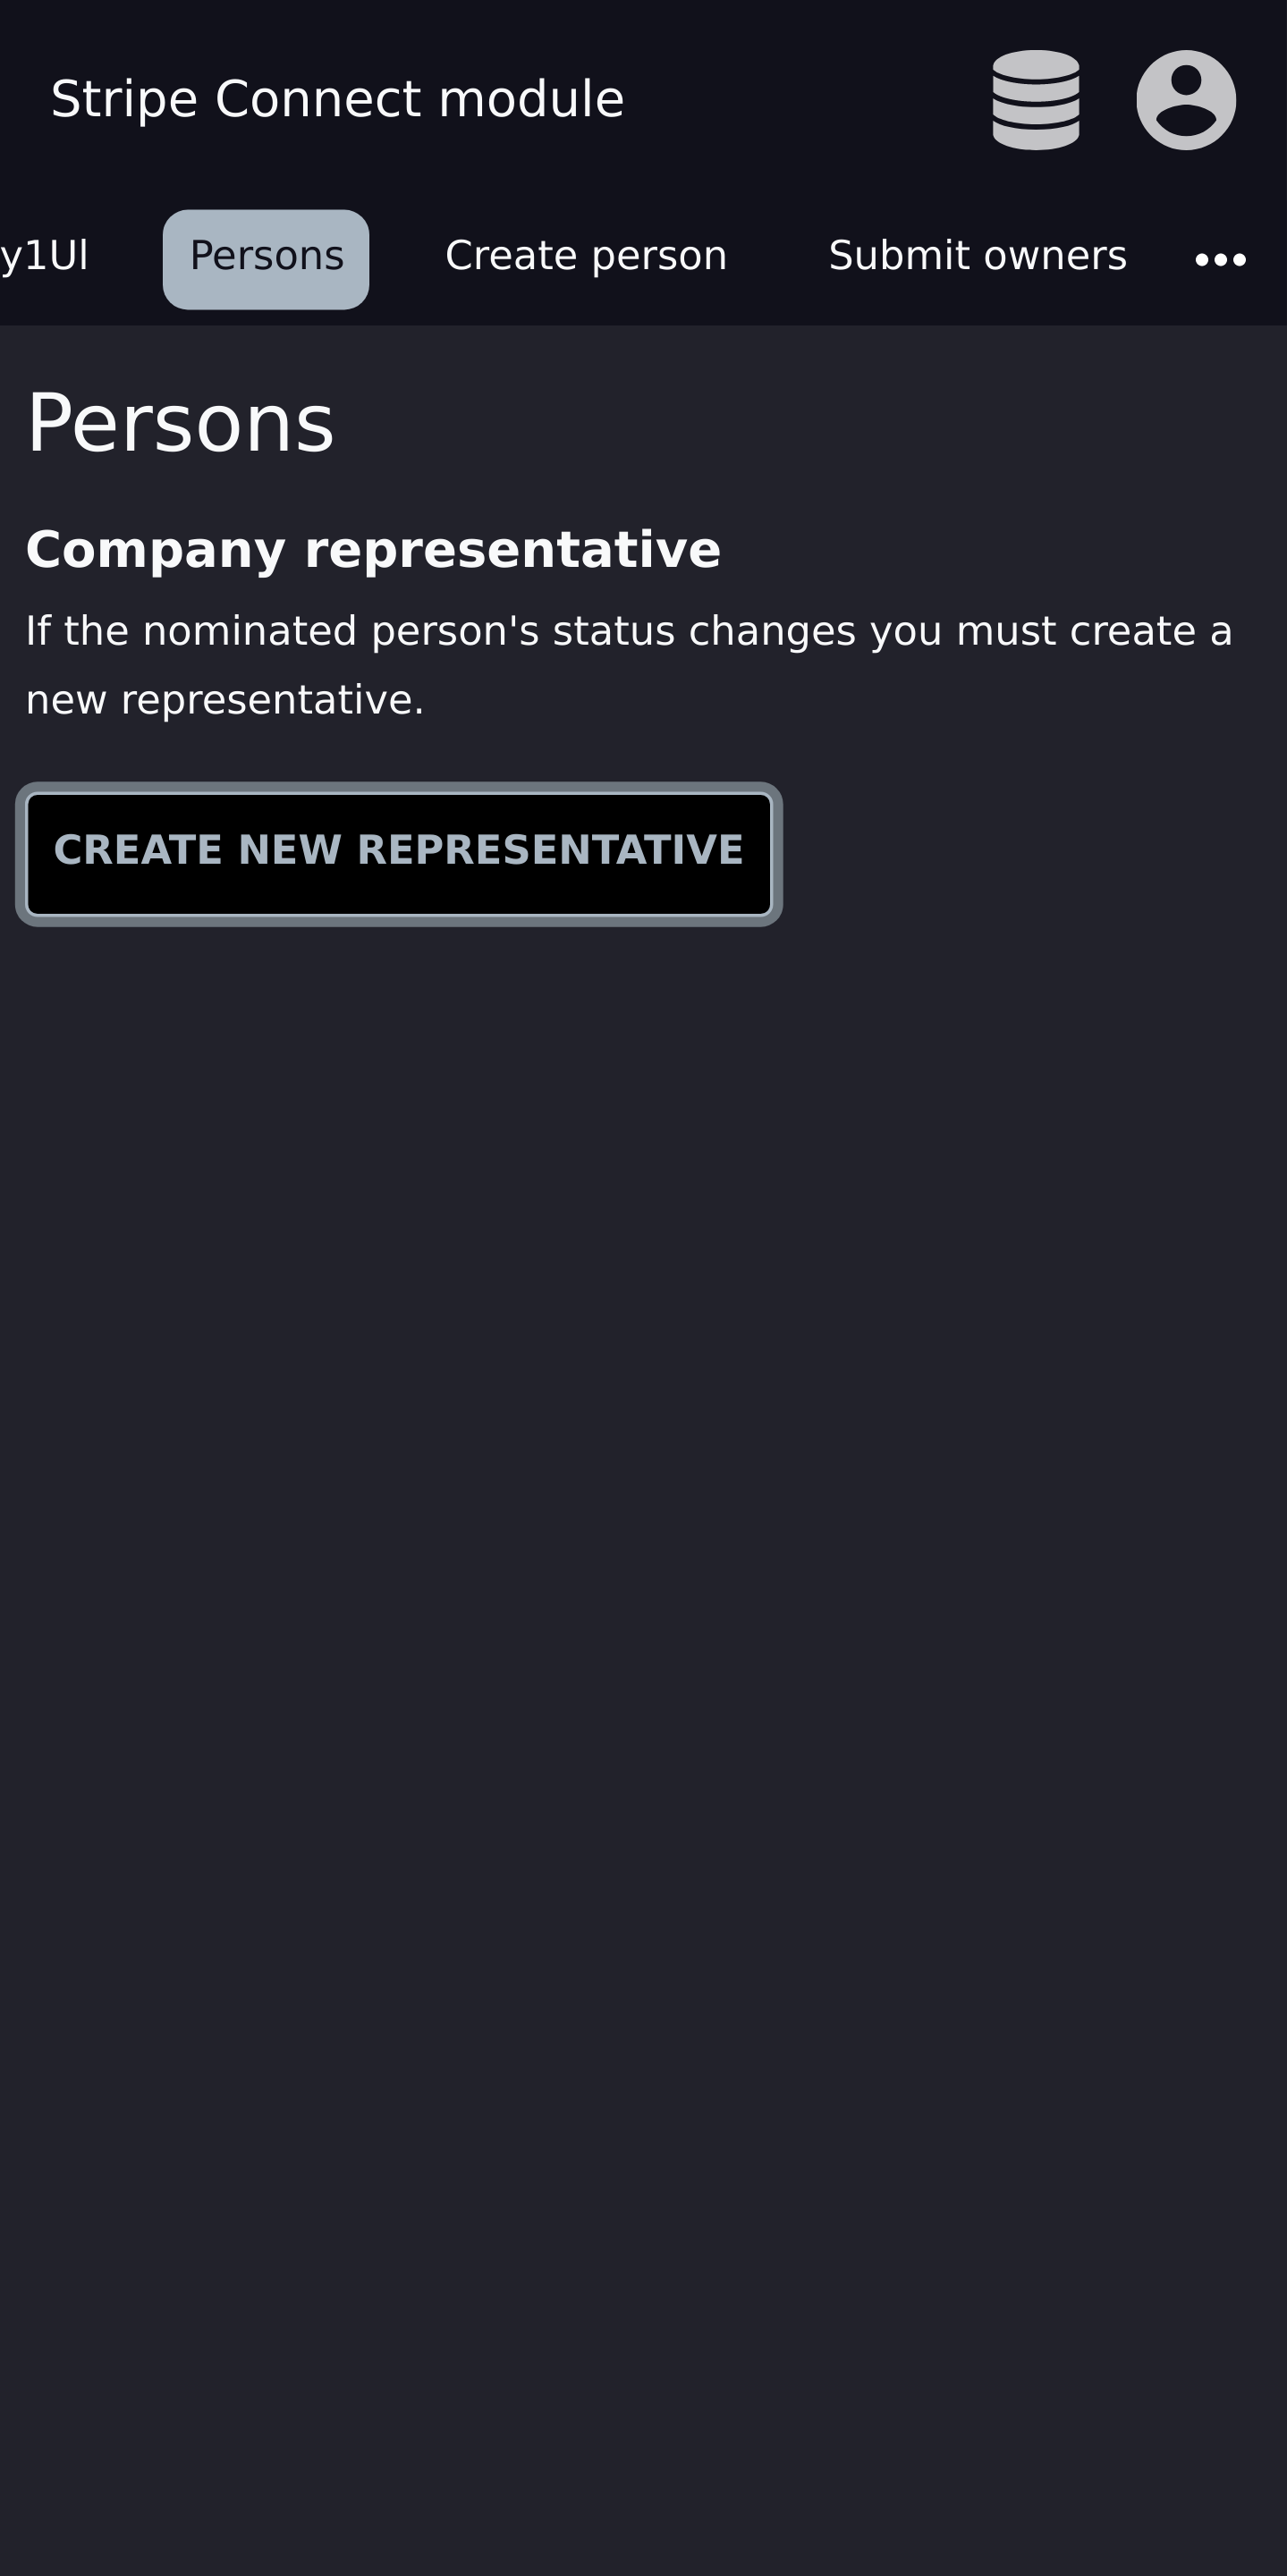 Stripe Connect module
y1Ul Persons Create person Submit owners •••
Persons
Company representative
If the nominated person's status changes you must create a
new representative.
CREATE NEW REPRESENTATIVE